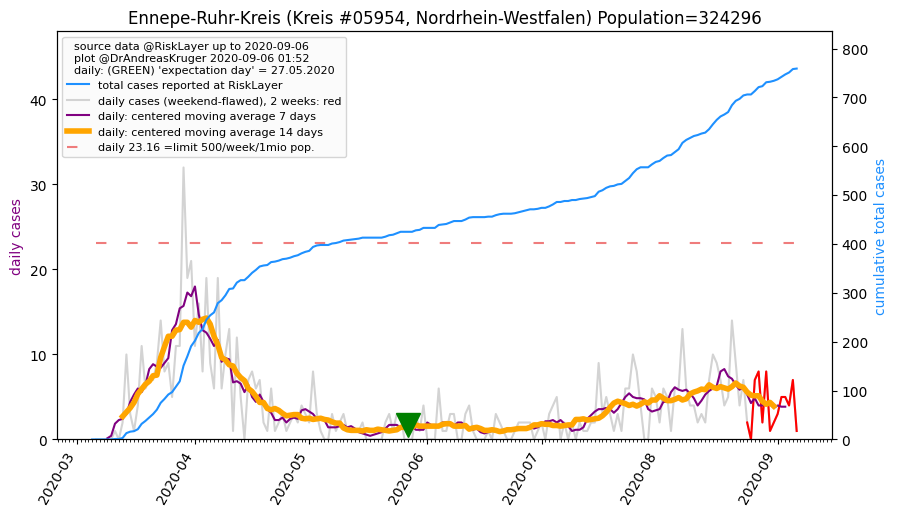 Ennepe-Ruhr-Kreis (Kreis #05954, Nordrhein-Westfalen) Population=324296
source data @RiskLayer up to 2020-09-06
plot @DrAndreasKruger 2020-09-06 01:52
daily: (GREEN) 'expectation day' = 27.05.2020
total cases reported at RiskLayer
daily cases (weekend-flawed), 2 weeks: red
daily: centered moving average 7 days
daily: centered moving average 14 days
daily 23.16 =limit 500/week/1mio pop.
daily cases
40
30
20
10
0
cumulative total cases
800
700
600
500
400
300
200
100
0
2020-03
2020-04
2020-05
2020-06
2020-07
2020-08
2020-09